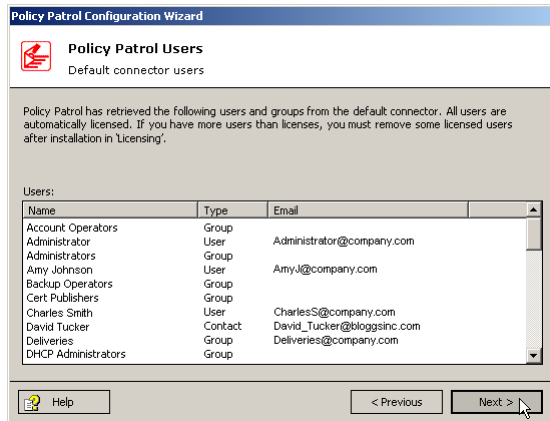 Policy Patrol Configuration Wizard
Policy Patrol Users
Default connector users
Policy Patrol has retrieved the following users and groups from the default connector. All users are
automatically licensed. If you have more users than licenses, you must remove some licensed users
after installation in 'Licensing'.
Users:
Name Type Email
Account Operators Group
Administrator User Administrator@company.com
Administrators Group
Amy Johnson User AmyJ@company.com
Backup Operators Group
Cert Publishers Group
Charles Smith User CharlesS@company.com
David Tucker Contact David_Tucker@bloggsinc.com
Deliveries Group Deliveries@company.com
DHCP Administrators Group
Help < Previous Next >